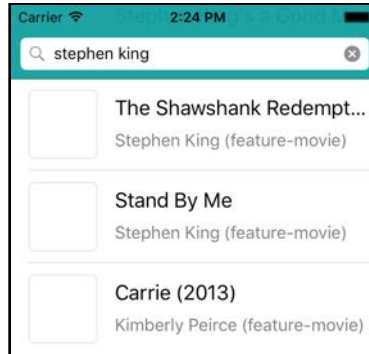 Carrier 2:24 PM
stephen king
The Shawshank Redempt...
Stephen King (feature-movie)
Stand By Me
Stephen King (feature-movie)
Carrie (2013)
Kimberly Peirce (feature-movie)